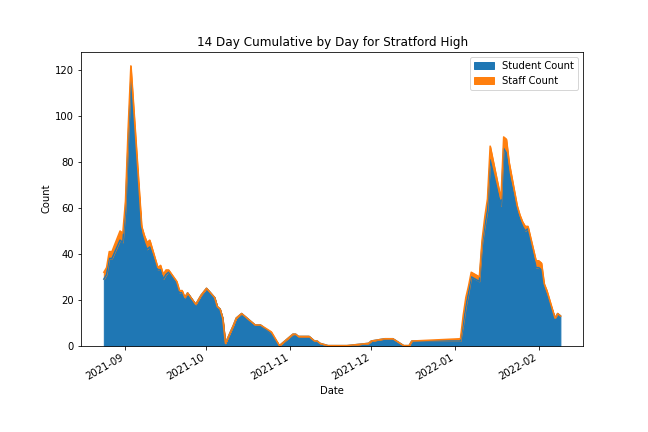 14 Day Cumulative by Day for Stratford High
Student Count
Staff Count
120
100
80
60
40
20
0
Count
2021-09
2021-10
2021-11
2021-12
2022-01
2022-02
Date